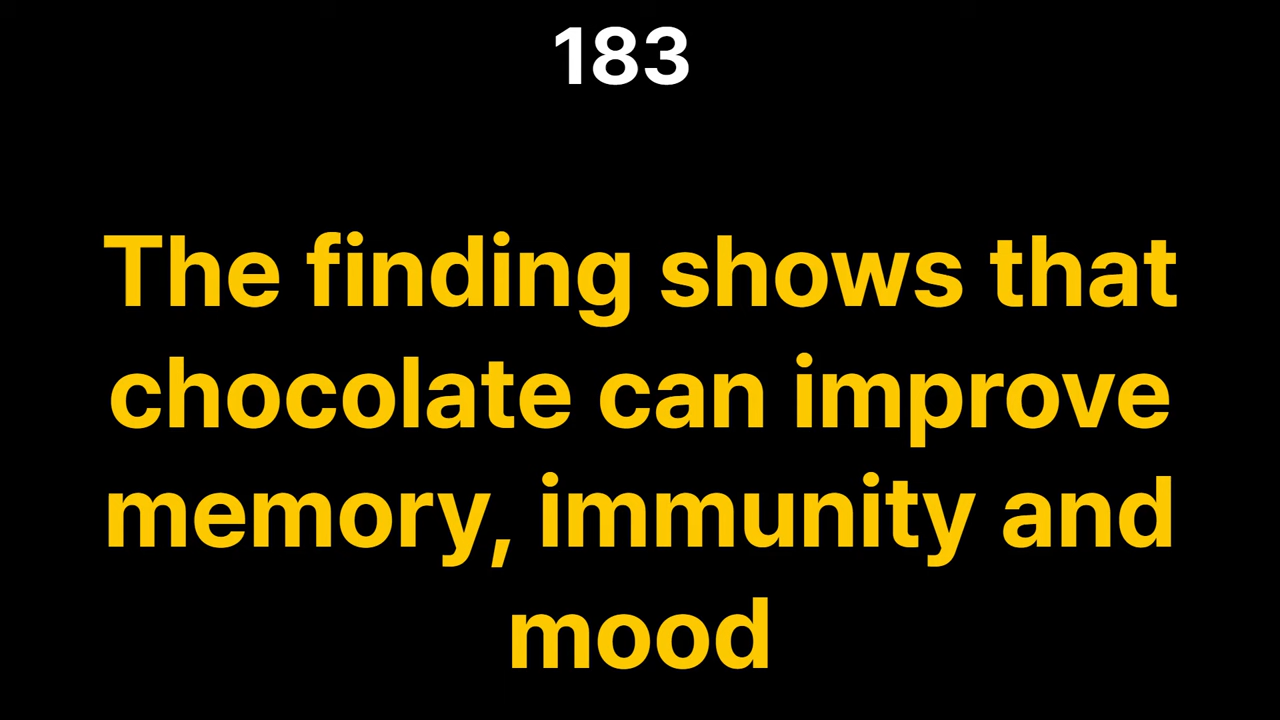 183
The finding shows that
chocolate can improve
memory, immunity and
mood